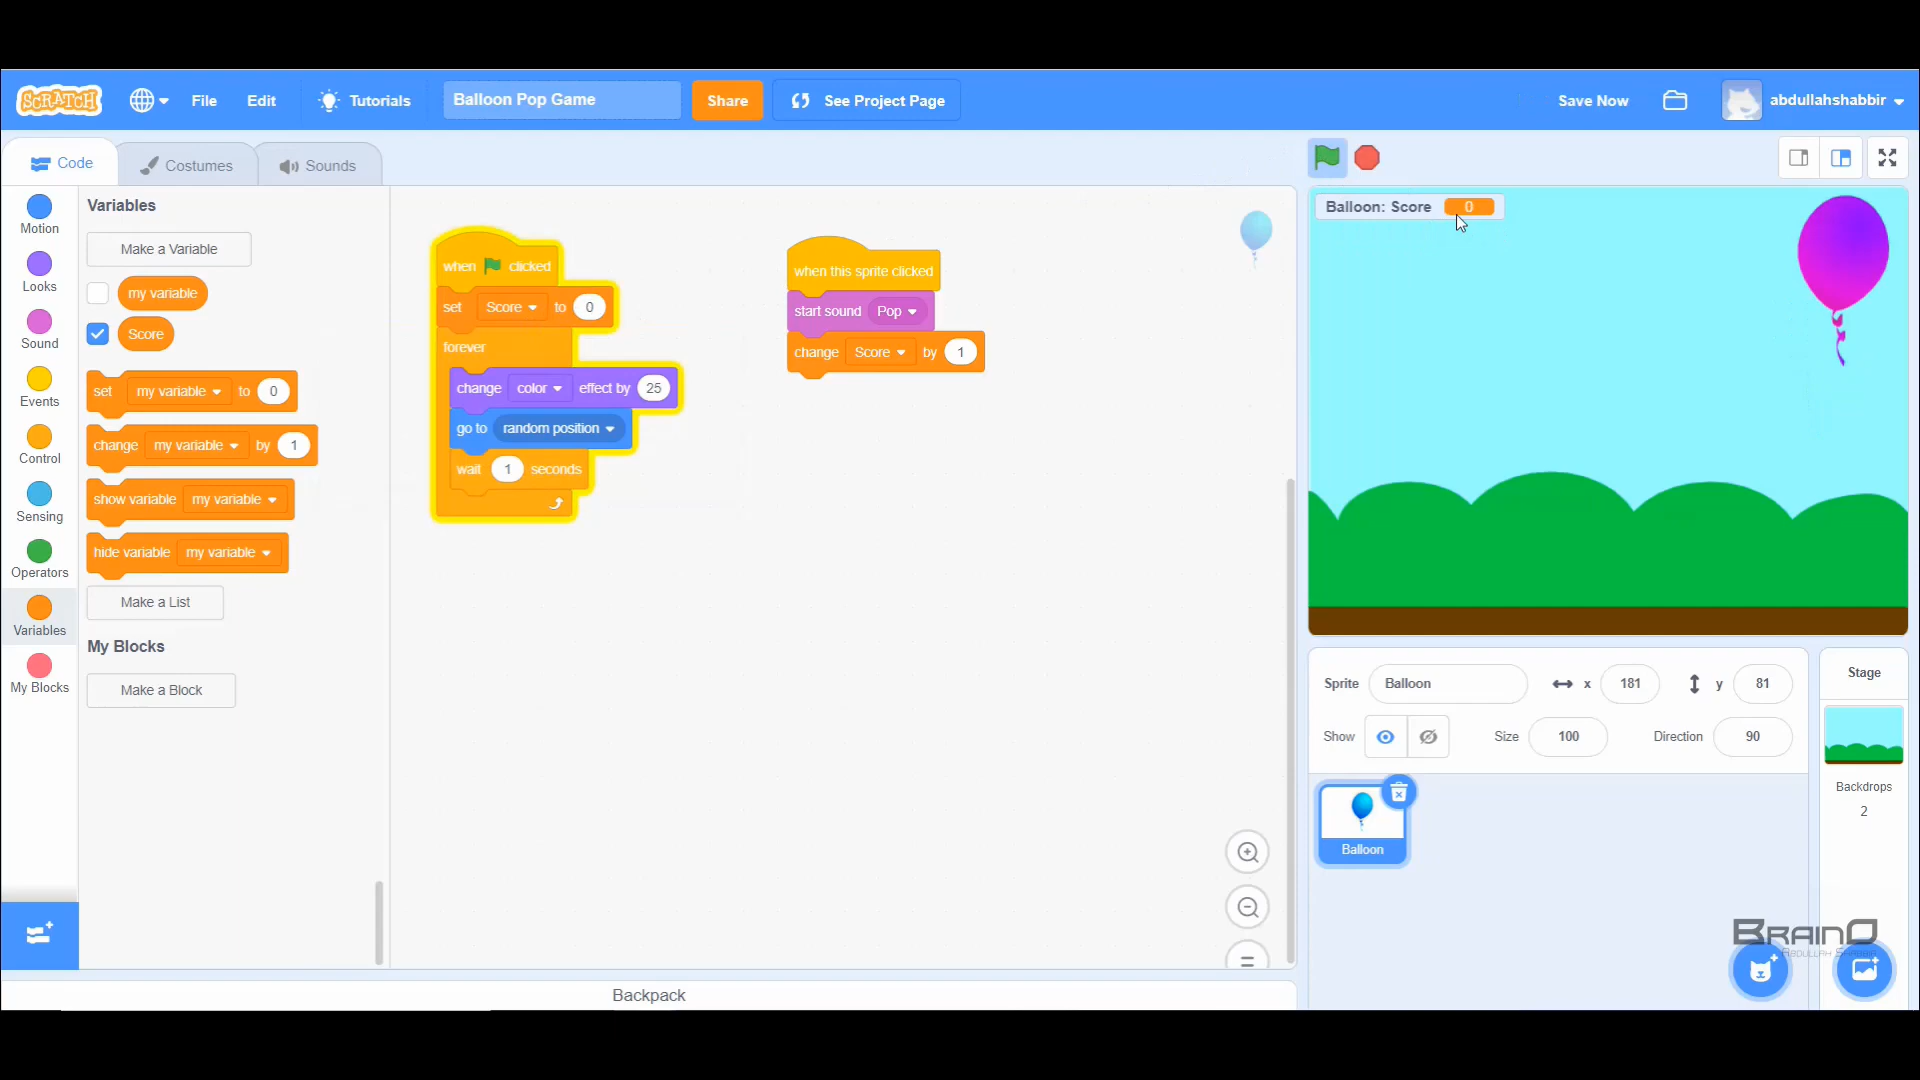 SCRATCH File Edit Tutorials Balloon Pop Game Share See Project Page Save Now abdullahshabbir
Code Costumes Sounds
Motion
Looks
Sound
Events
Control
Sensing
Operators
Variables
My Blocks
Variables
Make a Variable
my variable
Score
set my variable to 0
change my variable by 1
show variable my variable
hide variable my variable
Make a List
My Blocks
Make a Block
when clicked
set Score to 0
forever
change color effect by 25
go to random position
wait 1 seconds
when this sprite clicked
start sound Pop
change Score by 1
Balloon: Score 0
Sprite Balloon x 181 y 81
Show Size 100 Direction 90
Balloon
Stage
Backdrops
2
BrainO
Abdullah Shabbir
Backpack